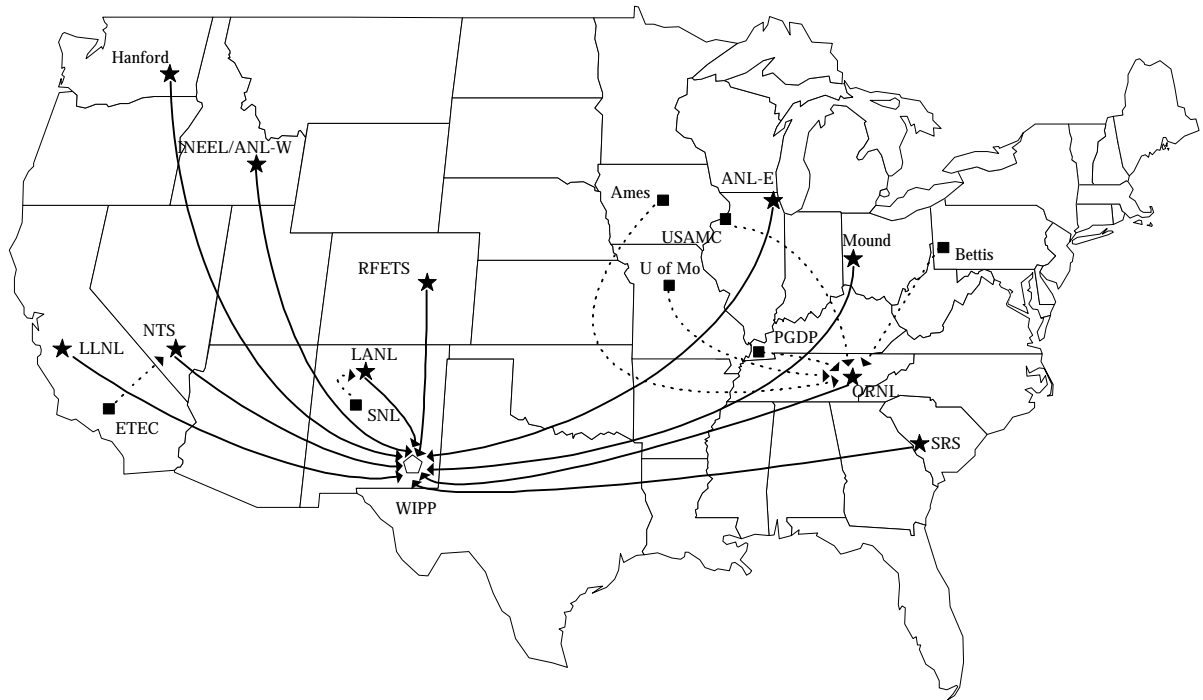 Hanford
INEEL/ANL-W
ANL-E
Ames
USAMC
Mound
Bettis
RFETS
U of Mo
NTS
LLNL
LANL
PGDP
SNL
ORNL
ETEC
SRS
WIPP